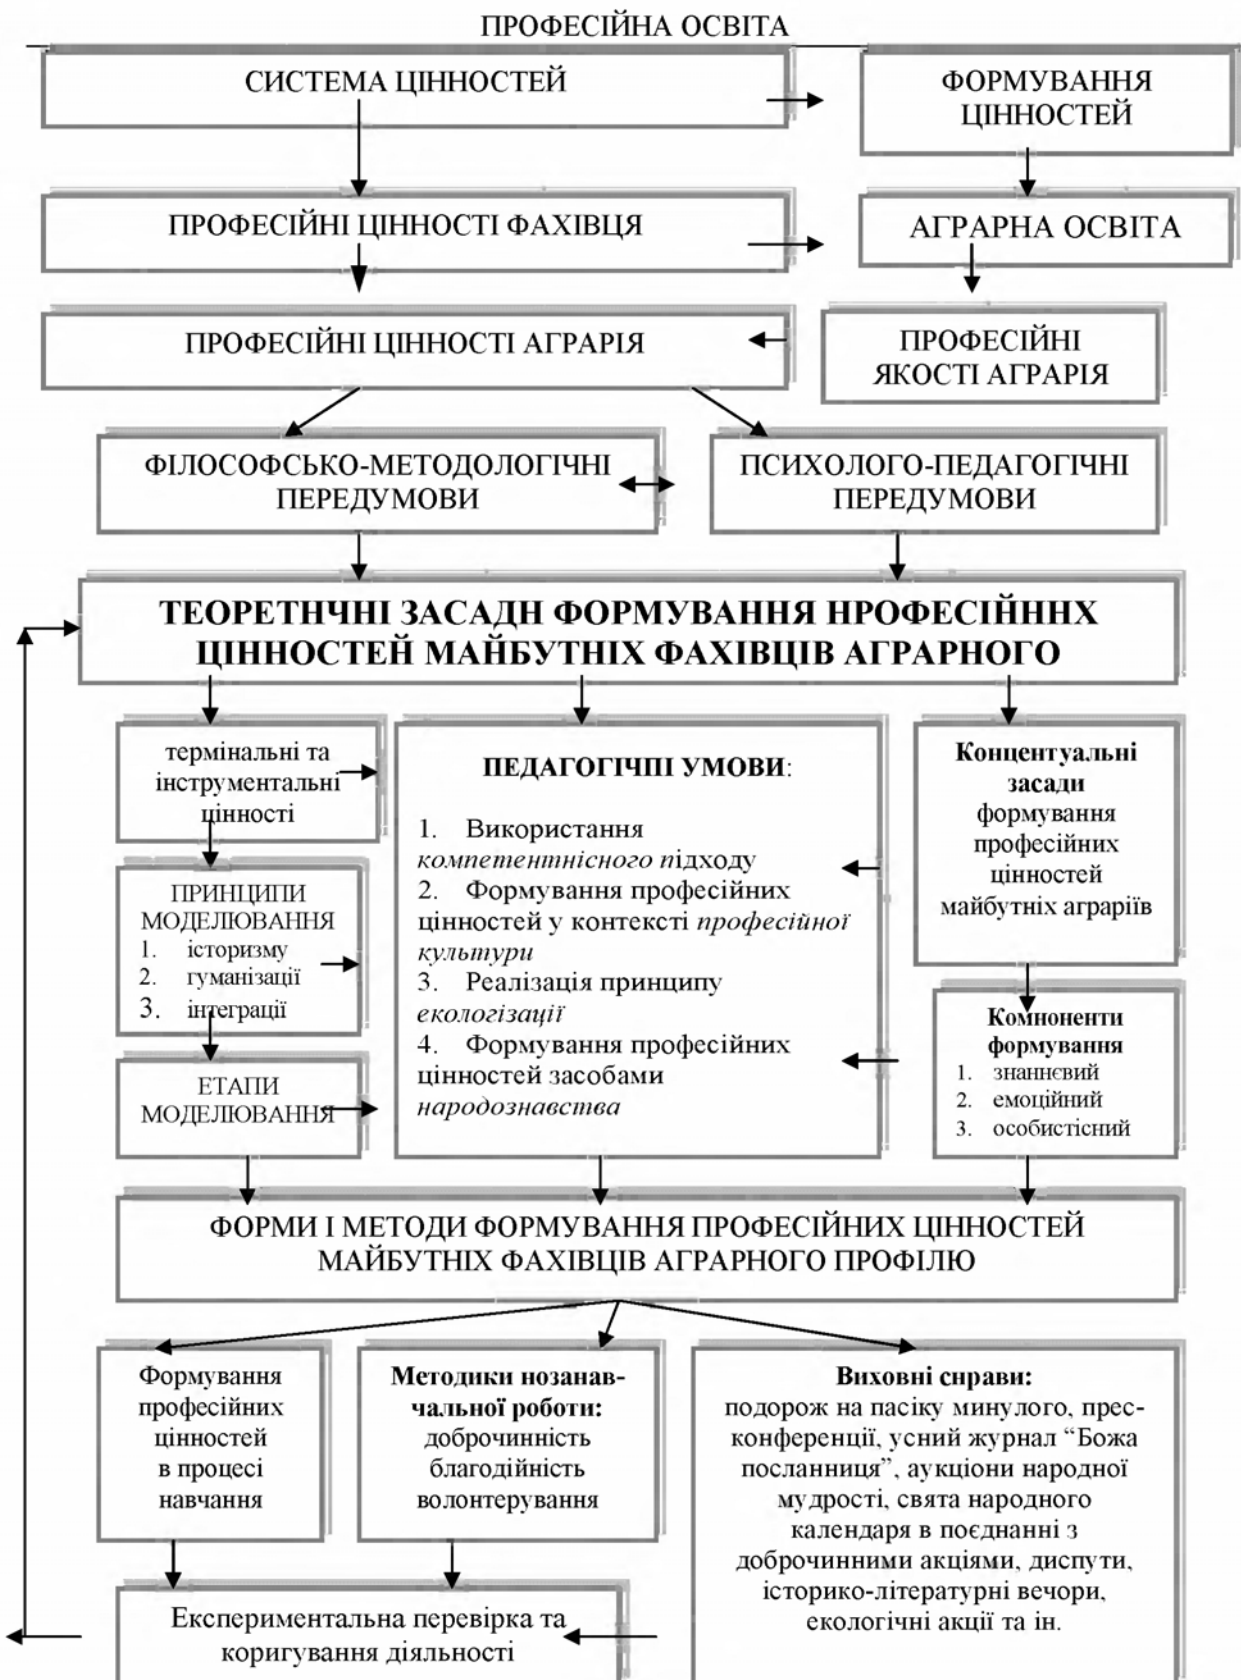 ПРОФЕСІЙНА ОСВІТА
СИСТЕМА ЦІННОСТЕЙ
ФОРМУВАННЯ
ЦІННОСТЕЙ
ПРОФЕСІЙНІ ЦІННОСТІ ФАХІВЦЯ
АГРАРНА ОСВІТА
ПРОФЕСІЙНІ ЦІННОСТІ АГРАРІЯ
ПРОФЕСІЙНІ
ЯКОСТІ АГРАРІЯ
ФІЛОСОФСЬКО-МЕТОДОЛОГІЧНІ
ПЕРЕДУМОВИ
ПСИХОЛОГО-ПЕДАГОГІЧНІ
ПЕРЕДУМОВИ
ТЕОРЕТНЧНІ ЗАСАДН ФОРМУВАННЯ НРОФЕСІЙННХ
ЦІННОСТЕЙ МАЙБУТНІХ ФАХІВЦІВ АГРАРНОГО
термінальні та
інструментальні
цінності
ПРИНЦИПИ
МОДЕЛЮВАННЯ
1. історизму
2. гуманізації
3. інтеграції
ЕТАПИ
МОДЕЛЮВАННЯ
ПЕДАГОГІЧПІ УМОВИ:
1. Використання
компетентнісного підходу
2. Формування професійних
цінностей у контексті професійної
культури
3. Реалізація принципу
екологізації
4. Формування професійних
цінностей засобами
народознавства
Концентуальні
засади
формування
професійних
цінностей
майбутніх аграріїв
Комноненти
формування
1. знаннєвий
2. емоційний
3. особистісний
ФОРМИ І МЕТОДИ ФОРМУВАННЯ ПРОФЕСІЙНИХ ЦІННОСТЕЙ
МАЙБУТНІХ ФАХІВЦІВ АГРАРНОГО ПРОФІЛЮ
Формування
професійних
цінностей
в процесі
навчання
Методики нозанав-
чальної роботи:
доброчинність
благодійність
волонтерування
Виховні снрави:
подорож на пасіку минулого, прес-
конференції, усний журнал “Божа
посланниця”, аукціони народної
мудрості, свята народного
календаря в поєднанні з
доброчинними акціями, диспути,
історико-літературні вечори,
екологічні акції та ін.
Експериментальна перевірка та
коригування діяльності